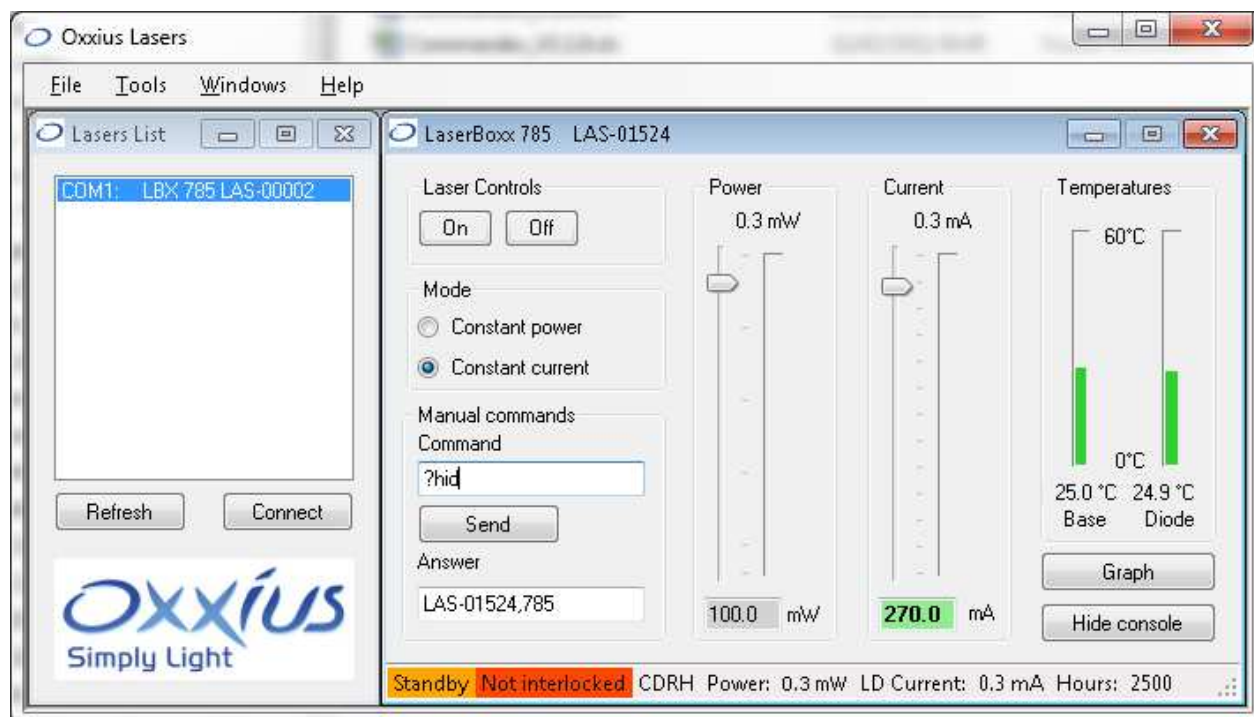 Oxxius Lasers
File Tools Windows Help
Lasers List
COM1: LBX 785 LAS-00002
Refresh Connect
OXXIUS
Simply Light
LaserBoxx 785 LAS-01524
Laser Controls
On Off
Mode
Constant power
Constant current
Manual commands
Command
?hid
Send
Answer
LAS-01524,785
Power
0.3 mW
100.0 mW
Current
0.3 mA
270.0 mA
Temperatures
60°C
0°C
25.0 °C 24.9 °C
Base Diode
Graph
Hide console
Standby Not interlocked CDRH Power: 0.3 mW LD Current: 0.3 mA Hours: 2500